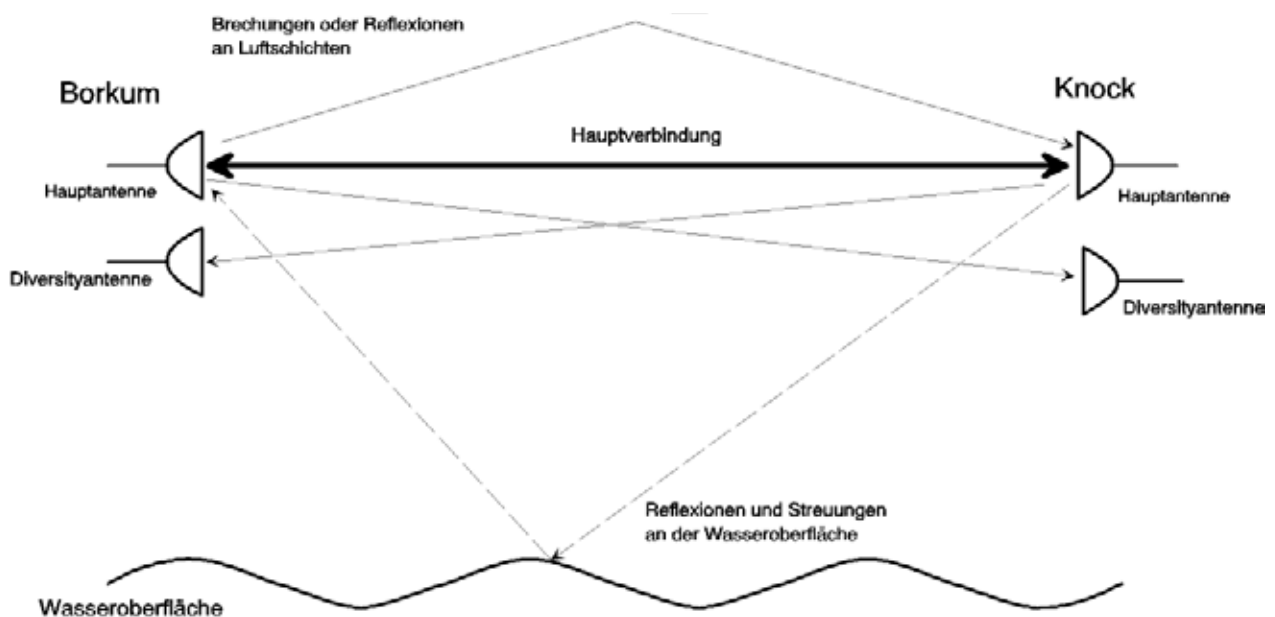 Brechungen oder Reflexionen
an Luftschichten
Borkum
Knock
Hauptverbindung
Hauptantenne
Hauptantenne
Diversityantenne
Diversityantenne
Reflexionen und Streuungen
an der Wasseroberfläche
Wasseroberfläche